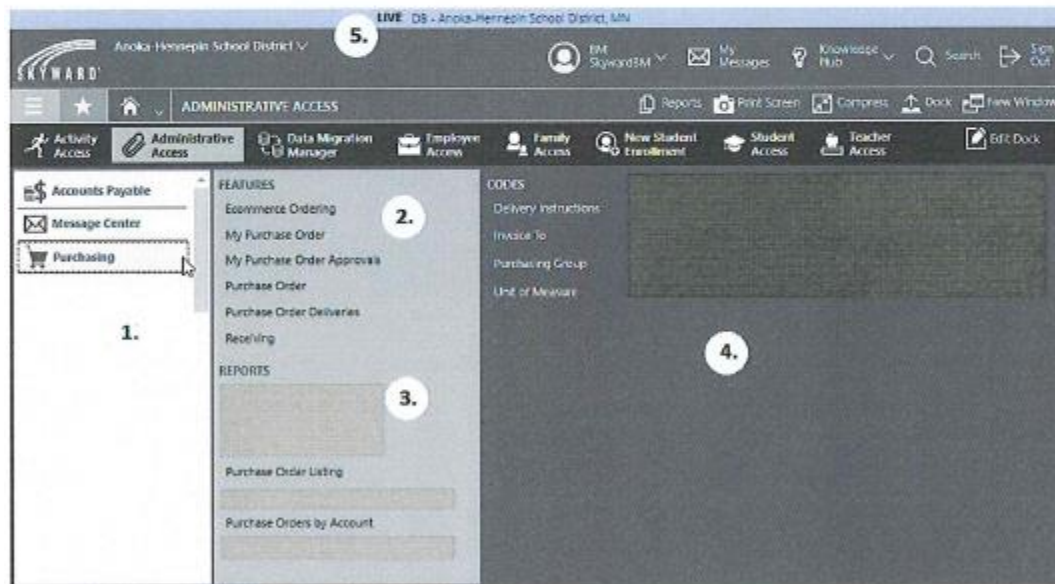 LIVE DB - Anoka-Hennepin School District, MN
5.
SKYWARD
Anoka-Hennepin School District
BM
SkywardBM
My
Messages
Knowledge
Hub
Search
Sign
Out
ADMINISTRATIVE ACCESS
Reports
Print Screen
Compress
Dock
New Window
Activity
Access
Administrative
Access
Data Migration
Manager
Employee
Access
Family
Access
New Student
Enrollment
Student
Access
Teacher
Access
Edit Dock
Accounts Payable
Message Center
Purchasing
1.
FEATURES
Ecommerce Ordering
2.
My Purchase Order
My Purchase Order Approvals
Purchase Order
Purchase Order Deliveries
Receiving
REPORTS
3.
Purchase Order Listing
Purchase Orders by Account
CODES
Delivery Instructions
Invoice To
Purchasing Group
Unit of Measure
4.